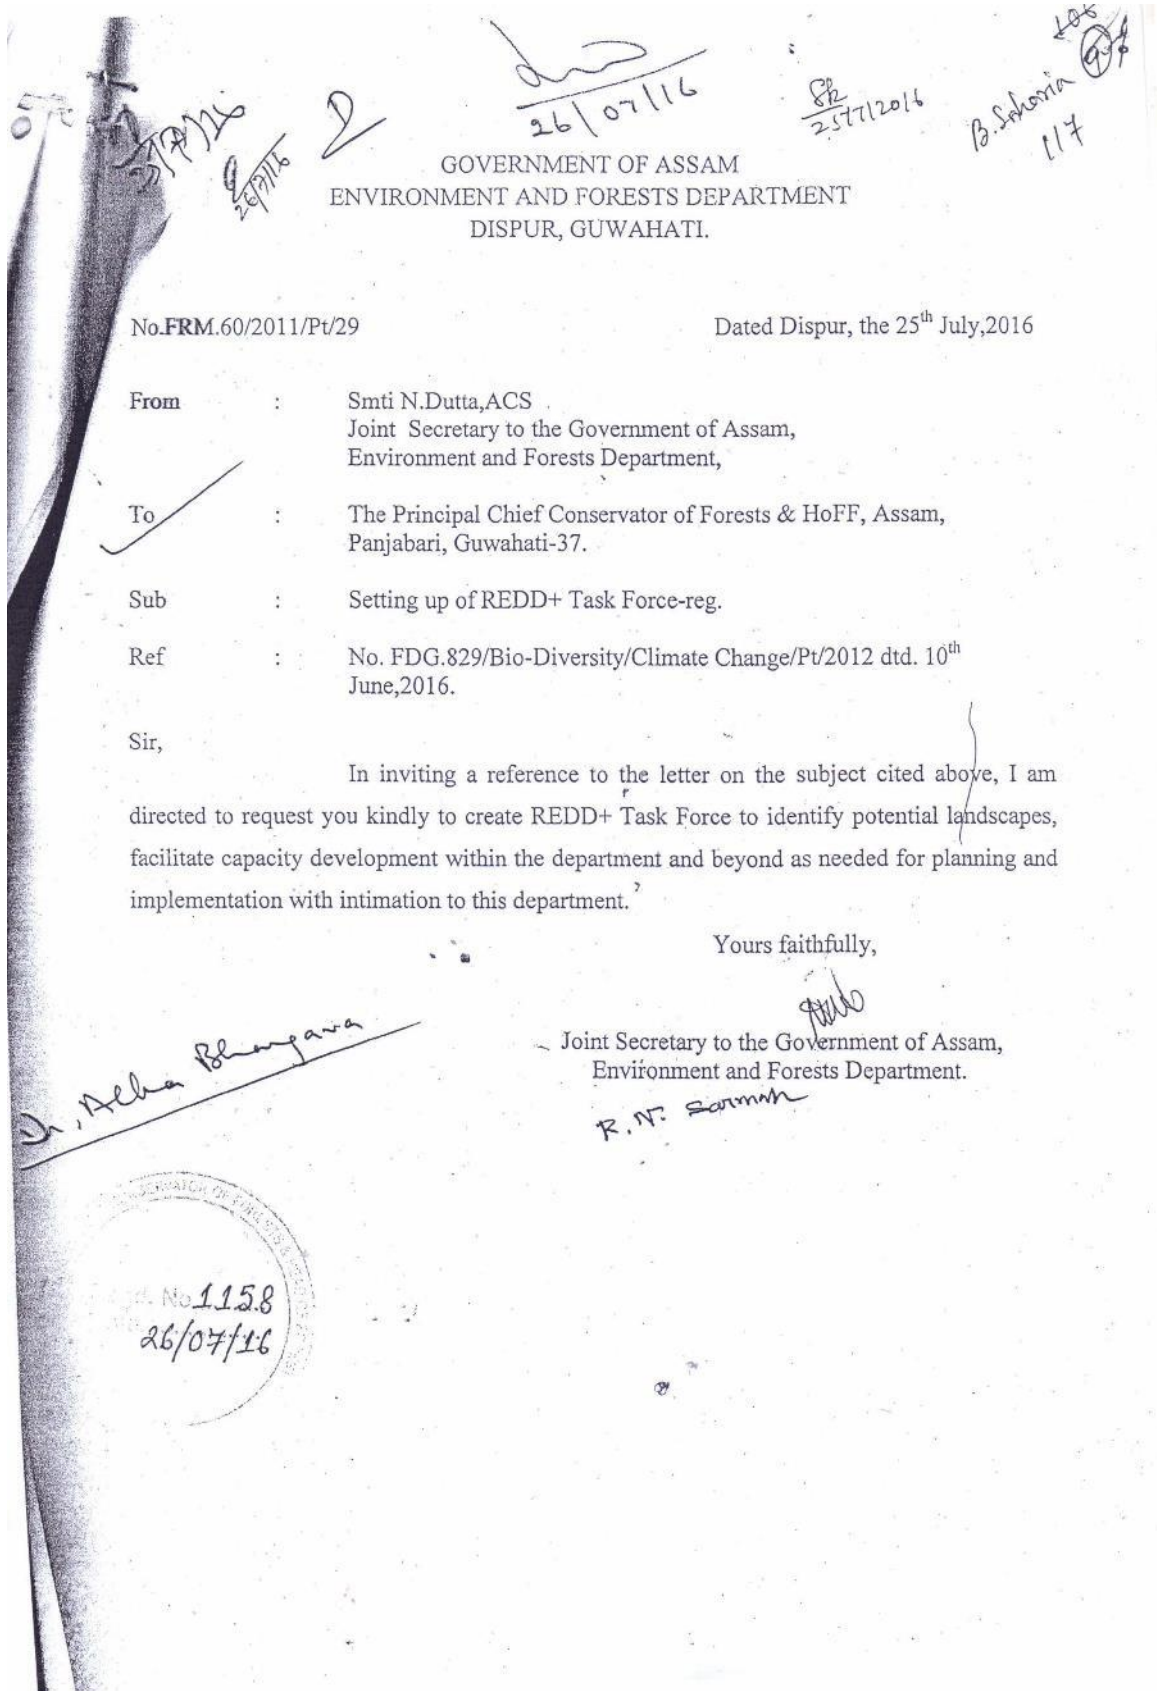 26/07/16
Sk
25/7/2016
B. Saharia
1/7
26/7/16
GOVERNMENT OF ASSAM
ENVIRONMENT AND FORESTS DEPARTMENT
DISPUR, GUWAHATI.
No.FRM.60/2011/Pt/29 Dated Dispur, the 25th July,2016
From : Smti N.Dutta,ACS
Joint Secretary to the Government of Assam,
Environment and Forests Department,
To : The Principal Chief Conservator of Forests & HoFF, Assam,
Panjabari, Guwahati-37.
Sub : Setting up of REDD+ Task Force-reg.
Ref : No. FDG.829/Bio-Diversity/Climate Change/Pt/2012 dtd. 10th
June,2016.
Sir,
In inviting a reference to the letter on the subject cited above, I am
directed to request you kindly to create REDD+ Task Force to identify potential landscapes,
facilitate capacity development within the department and beyond as needed for planning and
implementation with intimation to this department.
Yours faithfully,
Joint Secretary to the Government of Assam,
Environment and Forests Department.
R. N. Sarmah
Dr. Alka Bhargava
No 1158
26/07/16